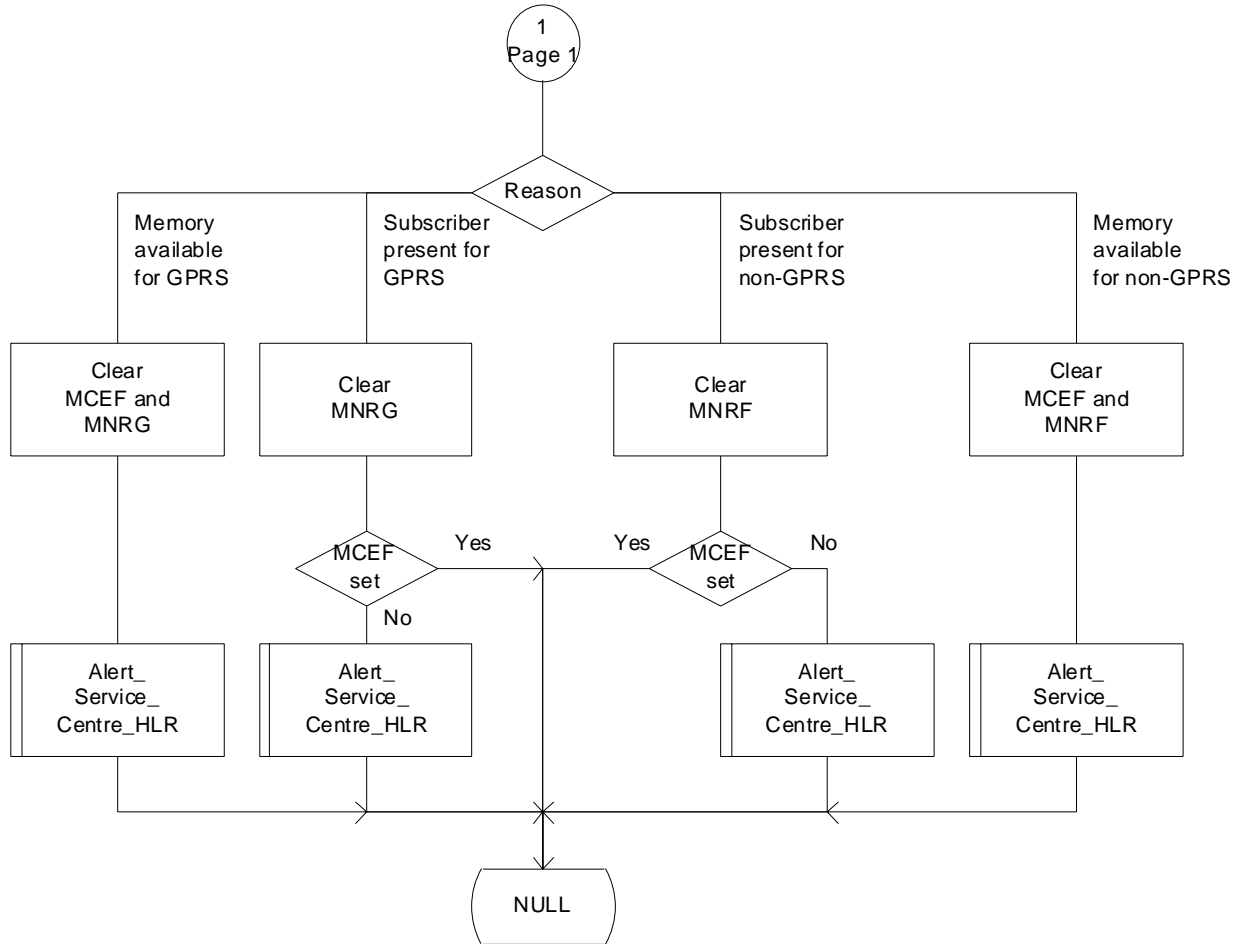 1
Page 1
Reason
Memory
available
for GPRS
Subscriber
present for
GPRS
Subscriber
present for
non-GPRS
Memory
available
for non-GPRS
Clear
MCEF and
MNRG
Clear
MNRG
Clear
MNRF
Clear
MCEF and
MNRF
MCEF
set
Yes
No
Yes
MCEF
set
No
Alert_
Service_
Centre_HLR
Alert_
Service_
Centre_HLR
Alert_
Service_
Centre_HLR
Alert_
Service_
Centre_HLR
NULL